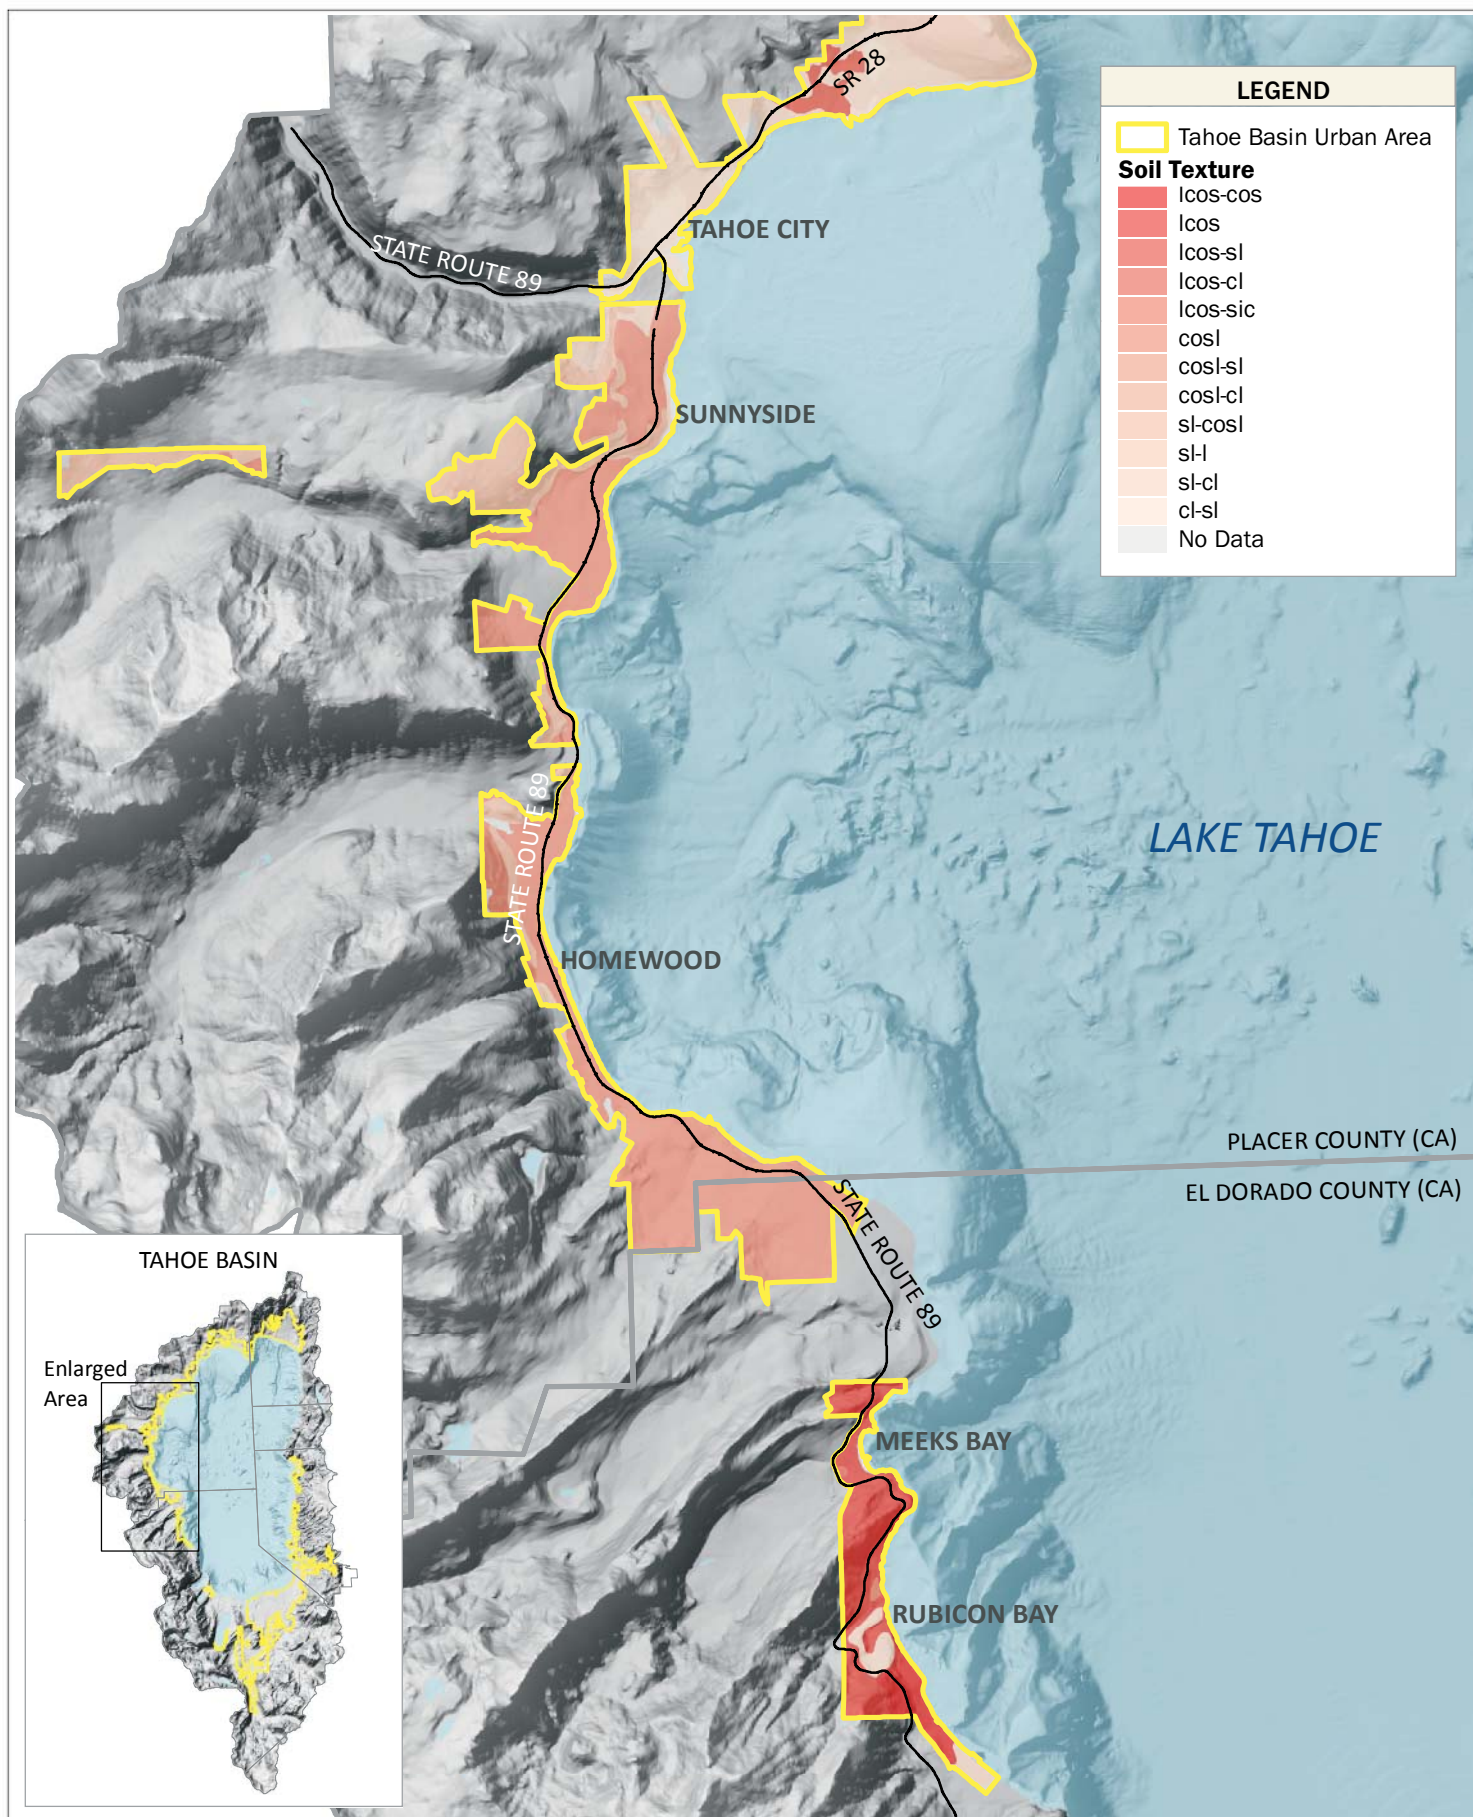 SR 28
LEGEND
Tahoe Basin Urban Area
Soil Texture
lcos-cos
lcos
lcos-sl
lcos-cl
lcos-sic
cosl
cosl-sl
cosl-cl
sl-cosl
sl-l
sl-cl
cl-sl
No Data
TAHOE CITY
STATE ROUTE 89
SUNNYSIDE
STATE ROUTE 89
LAKE TAHOE
HOMEWOOD
PLACER COUNTY (CA)
EL DORADO COUNTY (CA)
STATE ROUTE 89
TAHOE BASIN
Enlarged
Area
MEEKS BAY
RUBICON BAY